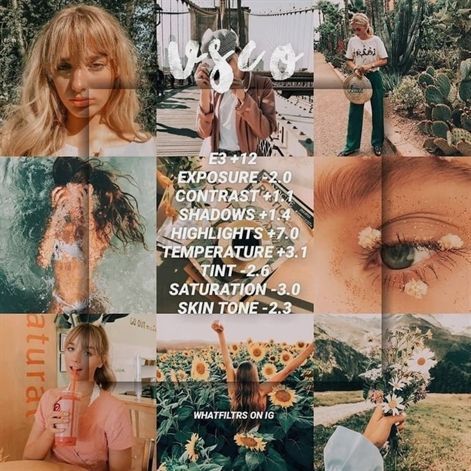 vsco
E3 +12
EXPOSURE -2.0
CONTRAST +1.1
SHADOWS +1.4
HIGHLIGHTS +7.0
TEMPERATURE +3.1
TINT -2.6
SATURATION -3.0
SKIN TONE -2.3
WHATFILTRS ON IG